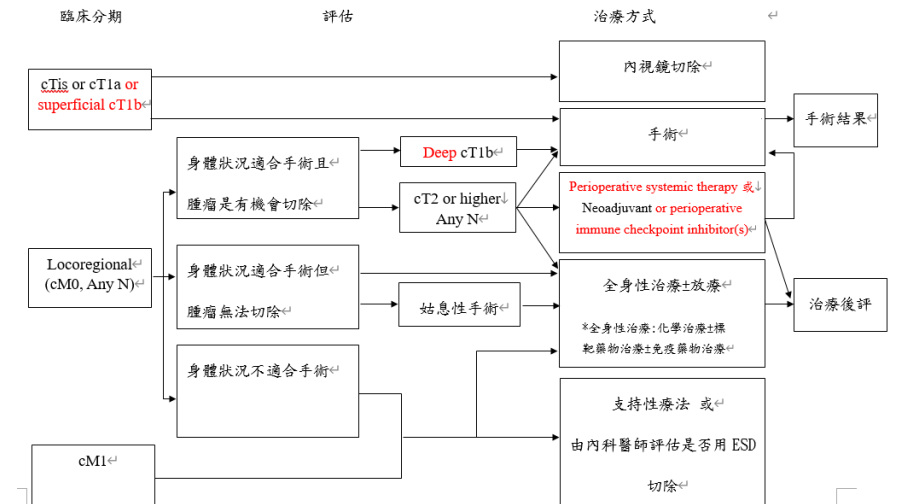 臨床分期 評估 治療方式
cTis or cT1a or
superficial cT1b
內視鏡切除
手術
手術結果
身體狀況適合手術且
腫瘤是有機會切除
Deep cT1b
cT2 or higher
Any N
Perioperative systemic therapy 或
Neoadjuvant or perioperative
immune checkpoint inhibitor(s)
Locoregional
(cM0, Any N)
身體狀況適合手術但
腫瘤無法切除
姑息性手術
全身性治療±放療
*全身性治療:化學治療±標
靶藥物治療±免疫藥物治療
治療後評
身體狀況不適合手術
支持性療法 或
由內科醫師評估是否用 ESD
切除
cM1